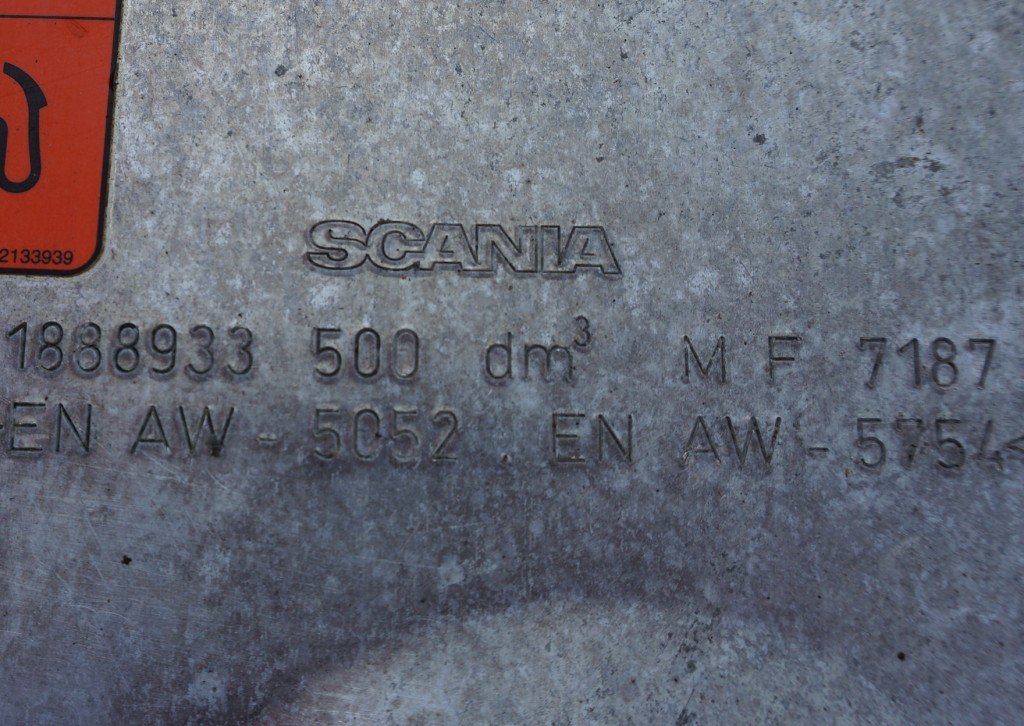 2133939
SCANIA
1888933 500 dm³ M F 7187
>EN AW - 5052 . EN AW - 5754<